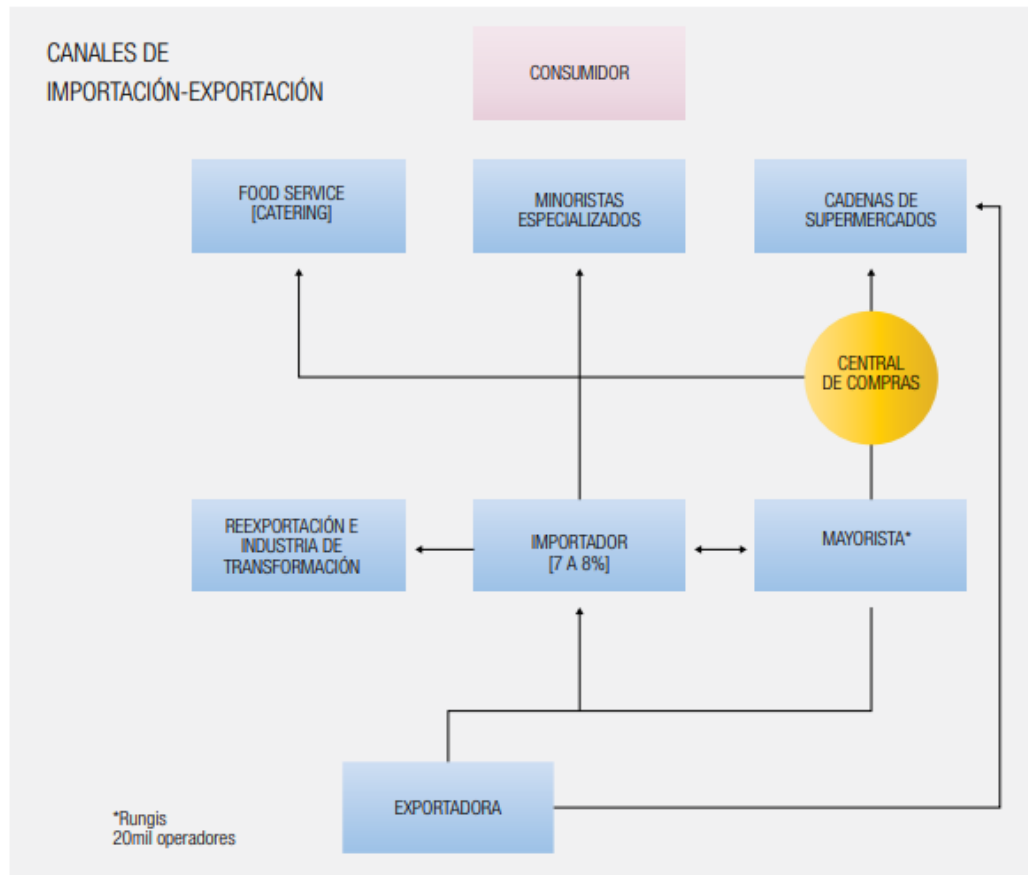 CANALES DE
IMPORTACIÓN-EXPORTACIÓN
CONSUMIDOR
FOOD SERVICE
[CATERING]
MINORISTAS
ESPECIALIZADOS
CADENAS DE
SUPERMERCADOS
CENTRAL
DE COMPRAS
REEXPORTACIÓN E
INDUSTRIA DE
TRANSFORMACIÓN
IMPORTADOR
[7 A 8%]
MAYORISTA*
EXPORTADORA
*Rungis
20mil operadores